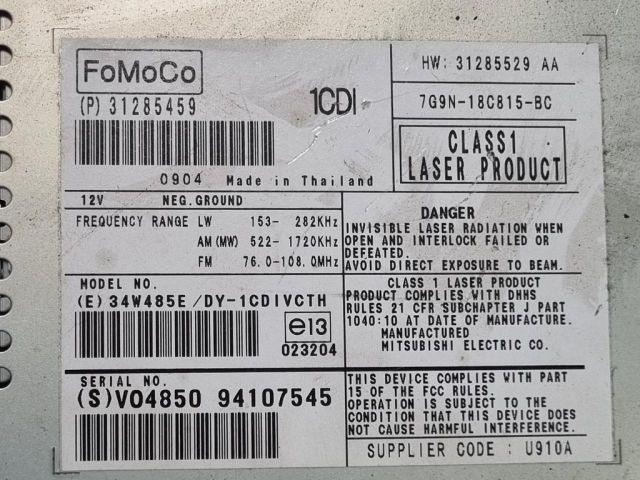 FoMoCo
(P) 31285459
1CDI
0904 Made in Thailand
HW: 31285529 AA
7G9N-18C815-BC
CLASS1
LASER PRODUCT
12V NEG.GROUND
FREQUENCY RANGE LW 153- 282KHz
AM(MW) 522- 1720KHz
FM 76.0-108.0MHz
MODEL NO.
(E) 34W485E/DY-1CDIVCTH
e13
023204
SERIAL NO.
(S)VO4850 94107545
DANGER
INVISIBLE LASER RADIATION WHEN
OPEN AND INTERLOCK FAILED OR
DEFEATED.
AVOID DIRECT EXPOSURE TO BEAM.
CLASS 1 LASER PRODUCT
PRODUCT COMPLIES WITH DHHS
RULES 21 CFR SUBCHAPTER J PART
1040:10 AT DATE OF MANUFACTURE.
MANUFACTURED
MITSUBISHI ELECTRIC CO.
THIS DEVICE COMPLIES WITH PART
15 OF THE FCC RULES.
OPERATION IS SUBJECT TO THE
CONDITION THAT THIS DEVICE DOES
NOT CAUSE HARMFUL INTERFERENCE.
SUPPLIER CODE : U910A